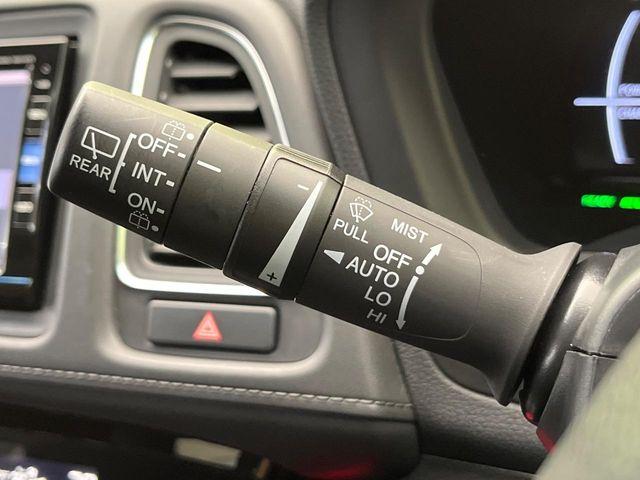 REAR
OFF
INT
ON
-
+
PULL
MIST
OFF
AUTO
LO
HI